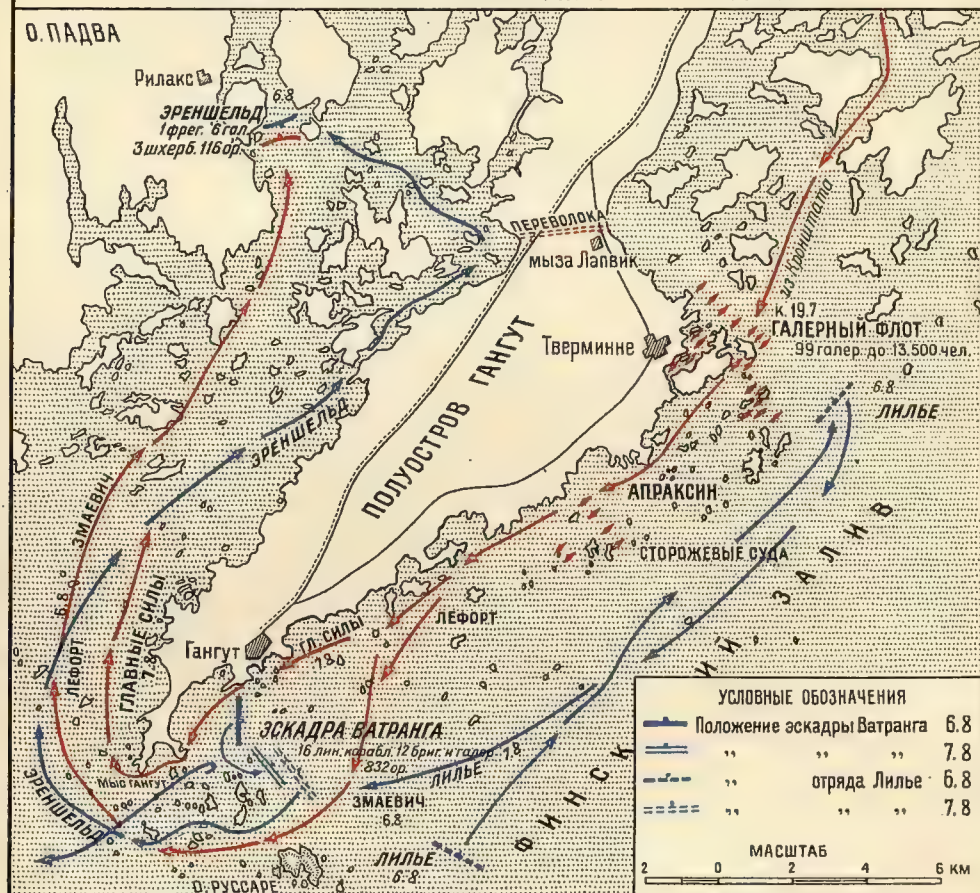 О. ПАДВА
Рилакс
6.8
ЭРЕНШЕЛЬД
1 фрег. 6 гал.
3 шхерб. 116 ор.
ПЕРЕВОЛОКА
мыза Лапвик
из Кронштата
к 19.7
ГАЛЕРНЫЙ ФЛОТ
99 галер. до 13.500 чел.
Тверминне
6.8
ЛИЛЬЕ
ПОЛУОСТРОВ ГАНГУТ
ЭРЕНШЕЛЬД
АПРАКСИН
СТОРОЖЕВЫЕ СУДА
ЗМАЕВИЧ
6.8
ЛЕФОРТ
ГЛАВНЫЕ СИЛЫ
7.8
Гангут
ГЛ. СИЛЫ
7.8
ЛЕФОРТ
ФИНСКИЙ ЗАЛИВ
ЭСКАДРА ВАТРАНГА
16 лин. корабл. 12 бриг. и галер
832 ор.
ЛИЛЬЕ 7.8
МЫС ГАНГУТ
ЭРЕНШЕЛЬД
ЗМАЕВИЧ
6.8
ЛИЛЬЕ
6.8
О. РУССАРЕ
УСЛОВНЫЕ ОБОЗНАЧЕНИЯ
Положение эскадры Ватранга 6.8
„ „ „ 7.8
„ отряда Лилье 6.8
„ „ „ 7.8
МАСШТАБ
2 0 2 4 6 км